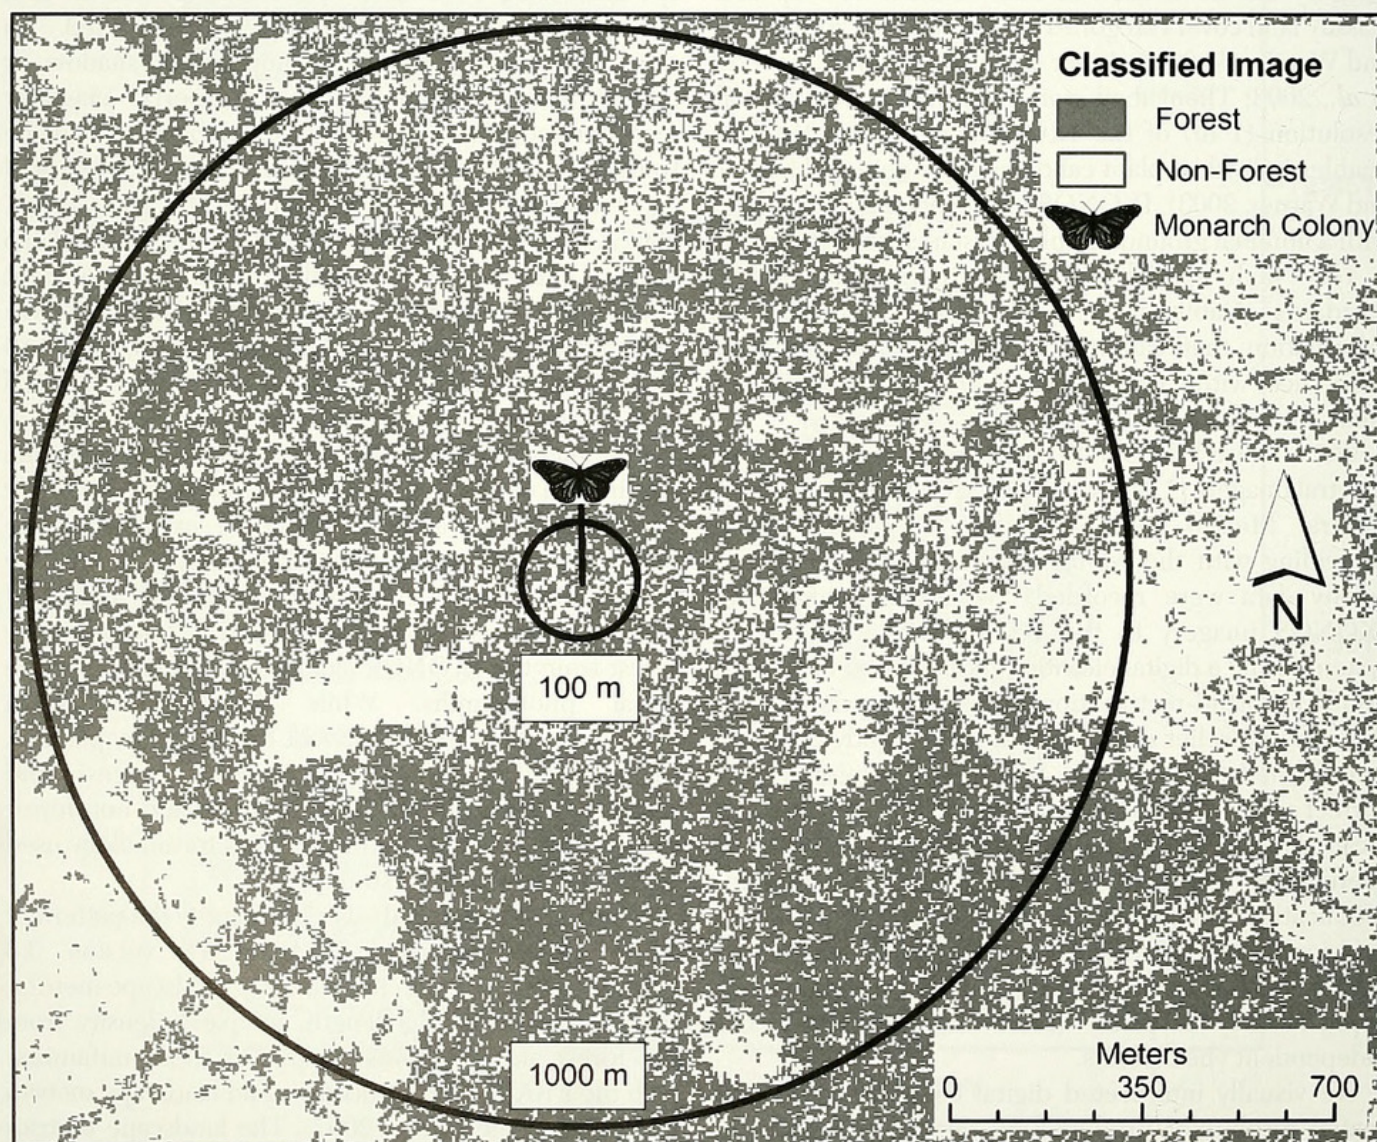 Classified Image
Forest
Non-Forest
Monarch Colony
100 m
N
1000 m
Meters
0 350 700